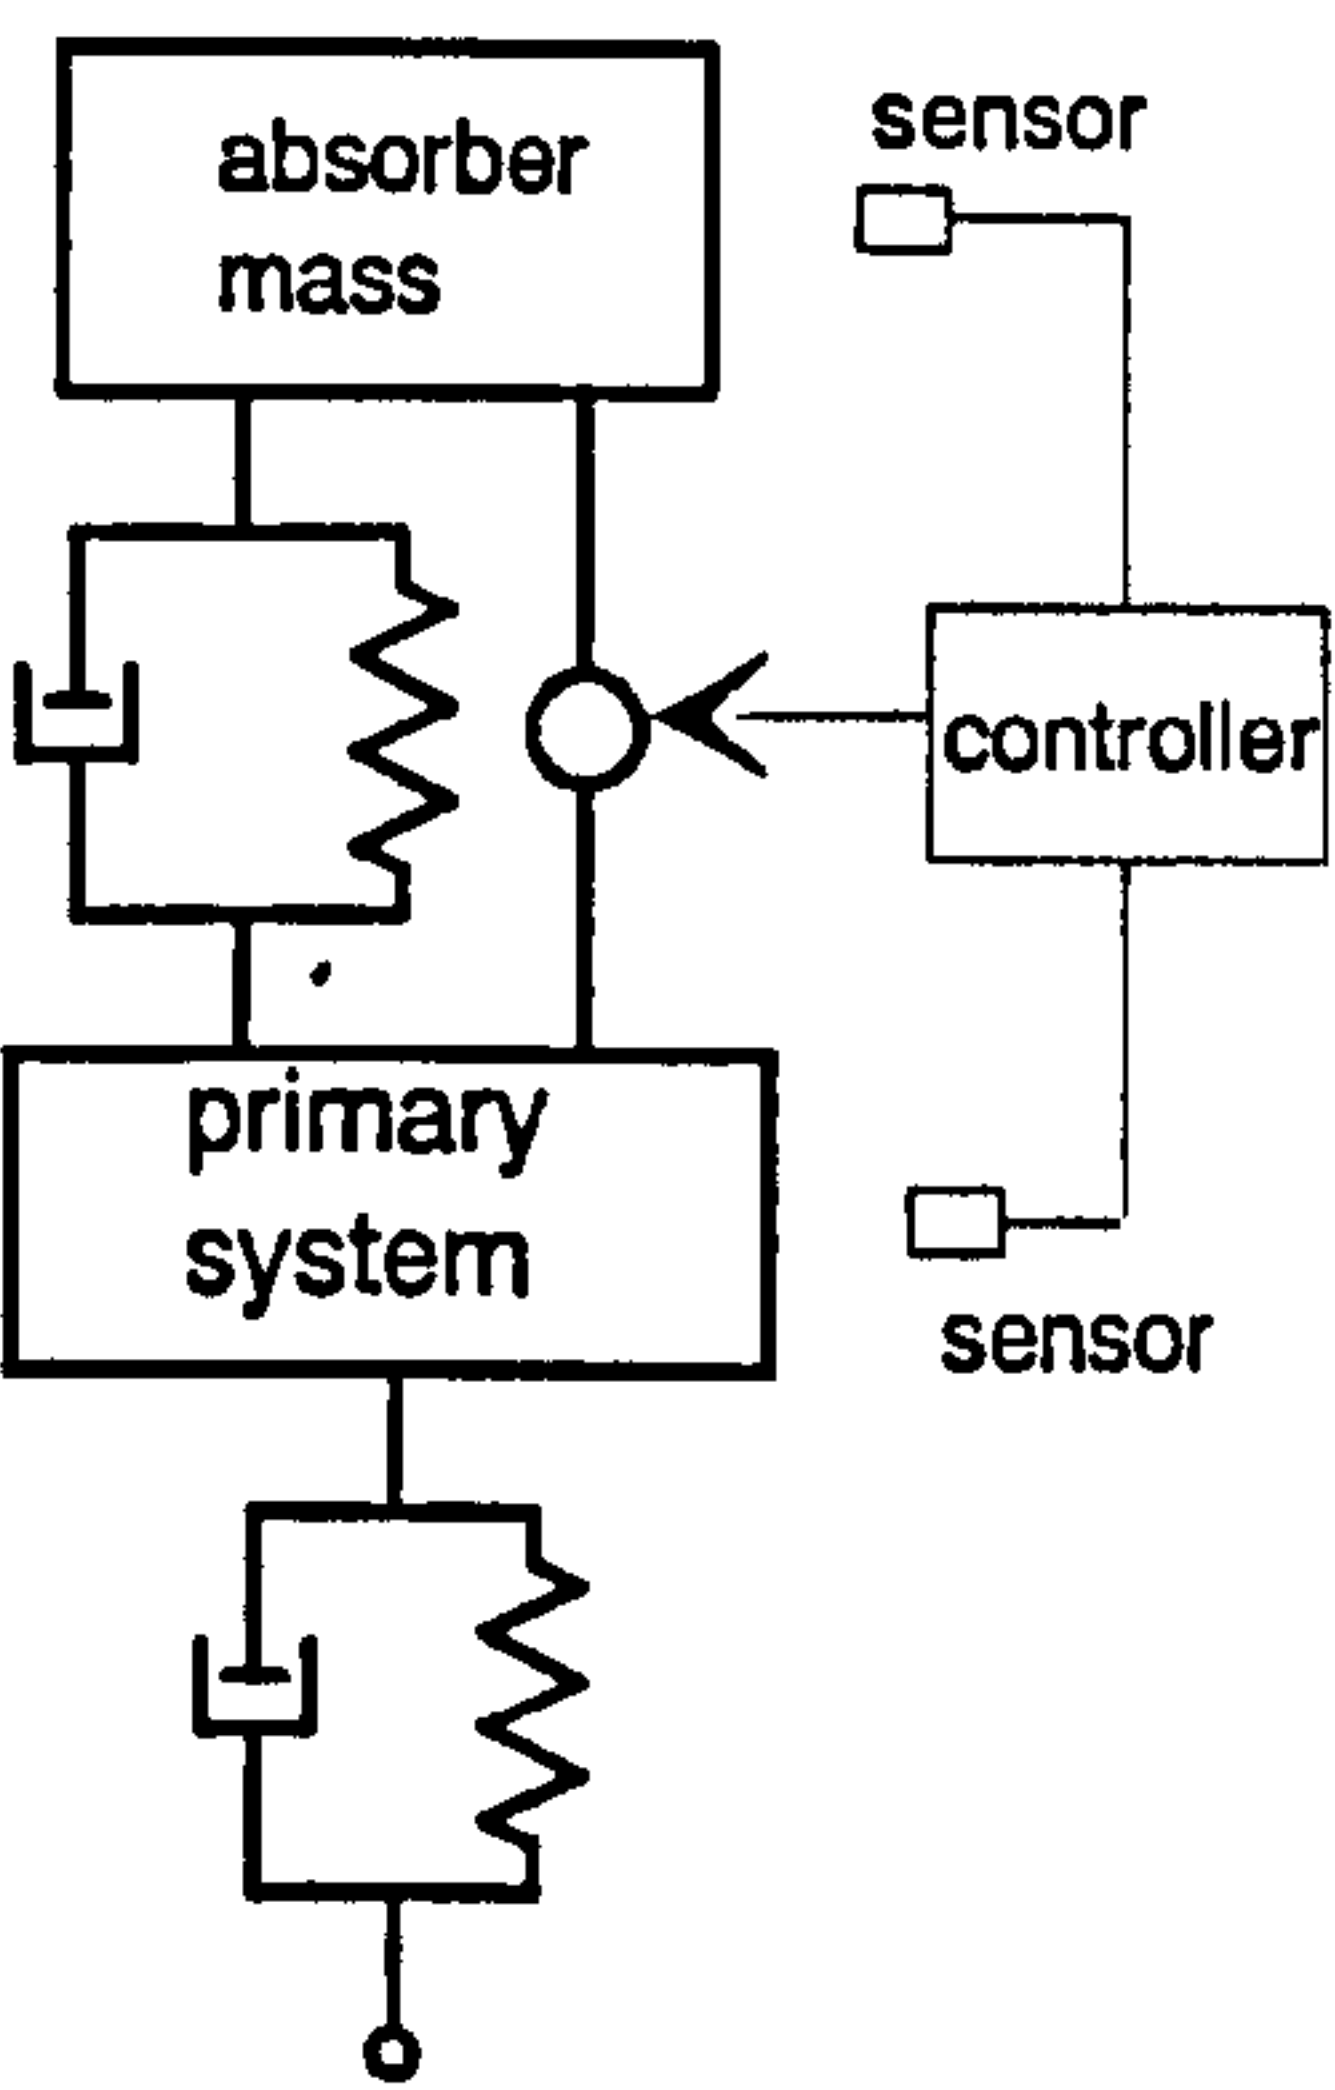 absorber
mass
sensor
controller
primary
system
sensor